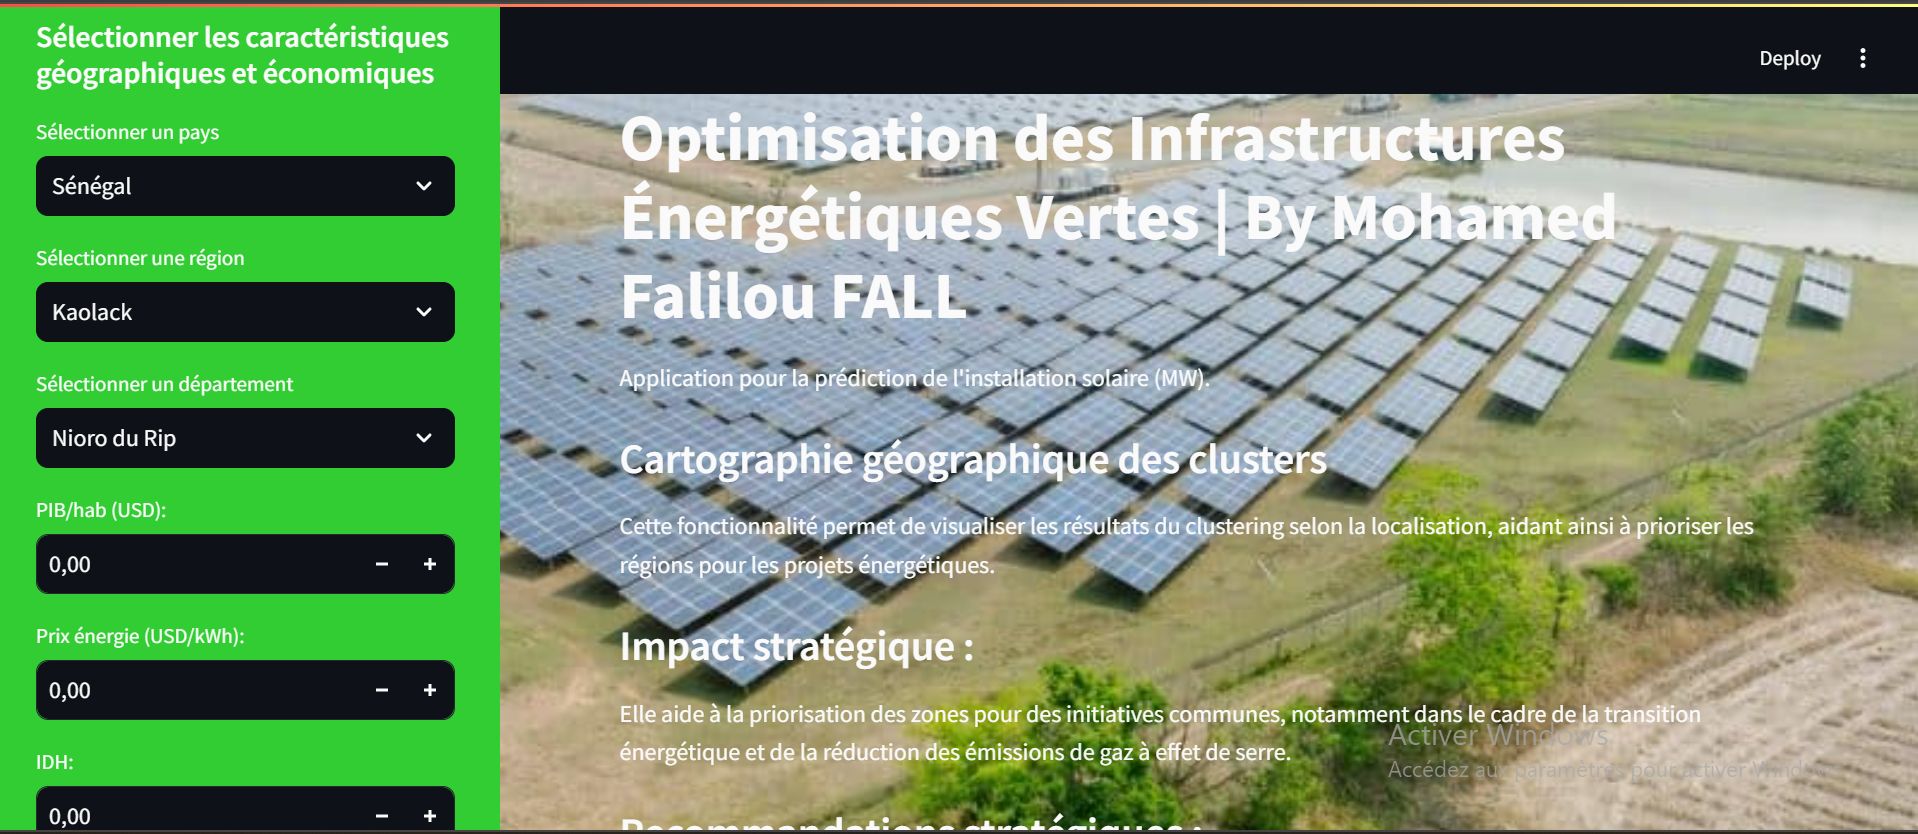 Sélectionner les caractéristiques
géographiques et économiques
Sélectionner un pays
Sénégal
Sélectionner une région
Kaolack
Sélectionner un département
Nioro du Rip
PIB/hab (USD):
0,00
Prix énergie (USD/kWh):
0,00
IDH:
0,00
Deploy
Optimisation des Infrastructures
Énergétiques Vertes | By Mohamed
Falilou FALL
Application pour la prédiction de l'installation solaire (MW).
Cartographie géographique des clusters
Cette fonctionnalité permet de visualiser les résultats du clustering selon la localisation, aidant ainsi à prioriser les
régions pour les projets énergétiques.
Impact stratégique :
Elle aide à la priorisation des zones pour des initiatives communes, notamment dans le cadre de la transition
énergétique et de la réduction des émissions de gaz à effet de serre.
Activer Windows
Accédez aux paramètres pour activer Windows
Recommandations stratégiques :